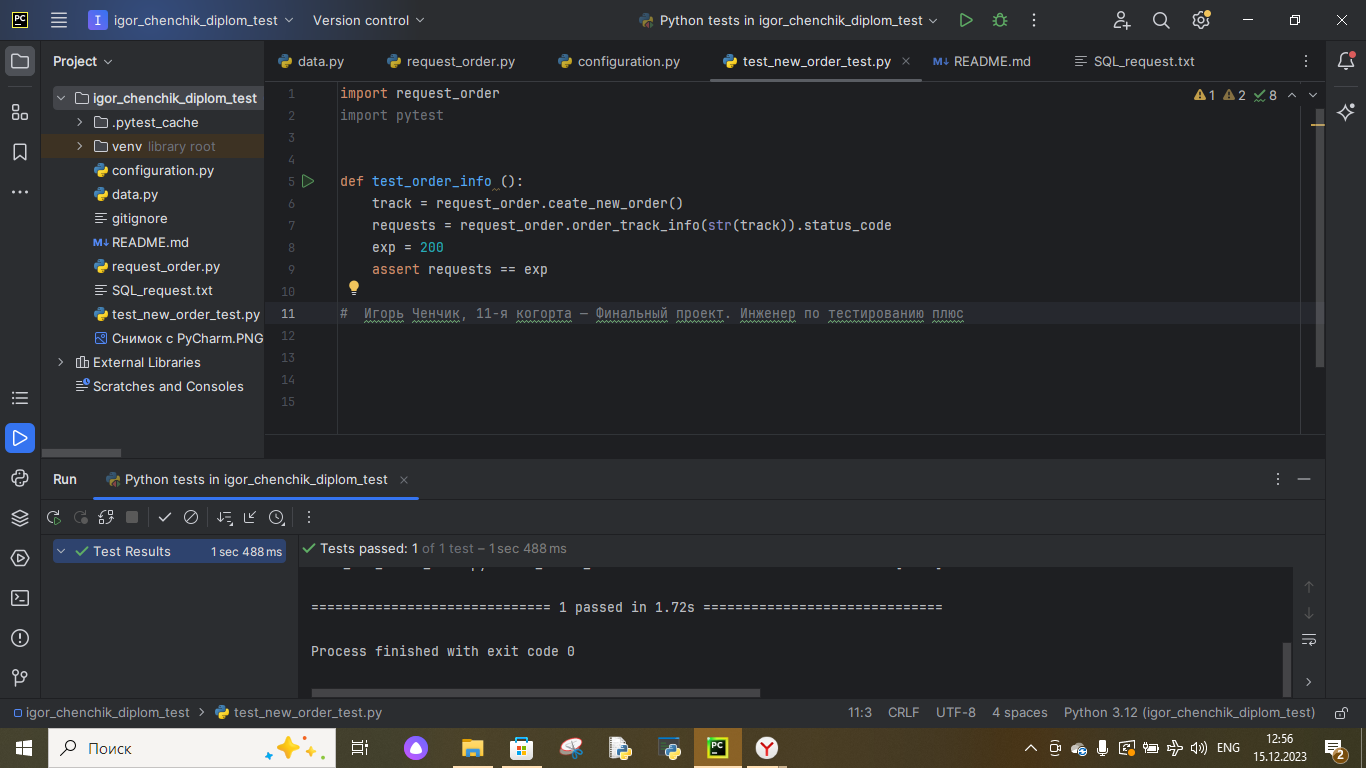 PC
I igor_chenchik_diplom_test Version control Python tests in igor_chenchik_diplom_test
Project
data.py request_order.py configuration.py test_new_order_test.py README.md SQL_request.txt
igor_chenchik_diplom_test
.pytest_cache
venv library root
configuration.py
data.py
gitignore
README.md
request_order.py
SQL_request.txt
test_new_order_test.py
Снимок с PyCharm.PNG
External Libraries
Scratches and Consoles
1 2 8
1 import request_order
2 import pytest
3
4
5 def test_order_info ():
6 track = request_order.ceate_new_order()
7 requests = request_order.order_track_info(str(track)).status_code
8 exp = 200
9 assert requests == exp
10
11 # Игорь Ченчик, 11-я когорта — Финальный проект. Инженер по тестированию плюс
12
13
14
15
Run Python tests in igor_chenchik_diplom_test
Test Results 1 sec 488 ms
Tests passed: 1 of 1 test – 1 sec 488 ms
============================== 1 passed in 1.72s ==============================
Process finished with exit code 0
igor_chenchik_diplom_test > test_new_order_test.py
11:3 CRLF UTF-8 4 spaces Python 3.12 (igor_chenchik_diplom_test)
Поиск
PC
ENG
12:56
15.12.2023
2